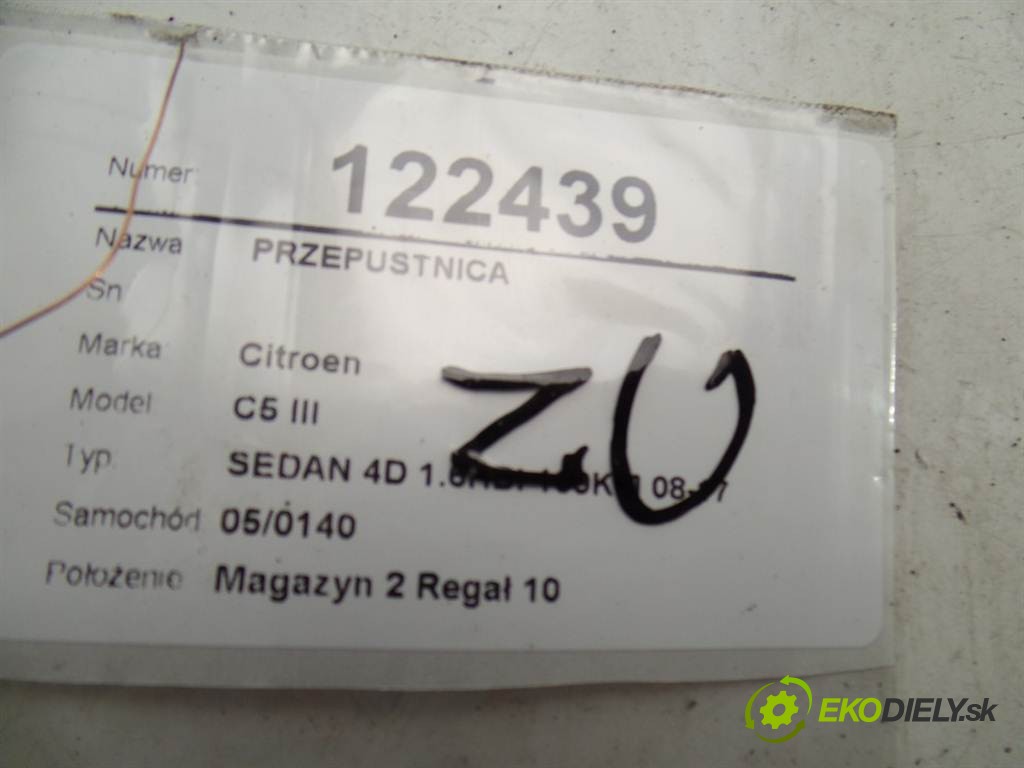 Numer 122439
Nazwa PRZEPUSTNICA
Sn
Marka Citroen
Model C5 III
Typ SEDAN 4D
Samochód 05/0140
Położenie Magazyn 2 Regał 10
ZU
EKODIELY.sk